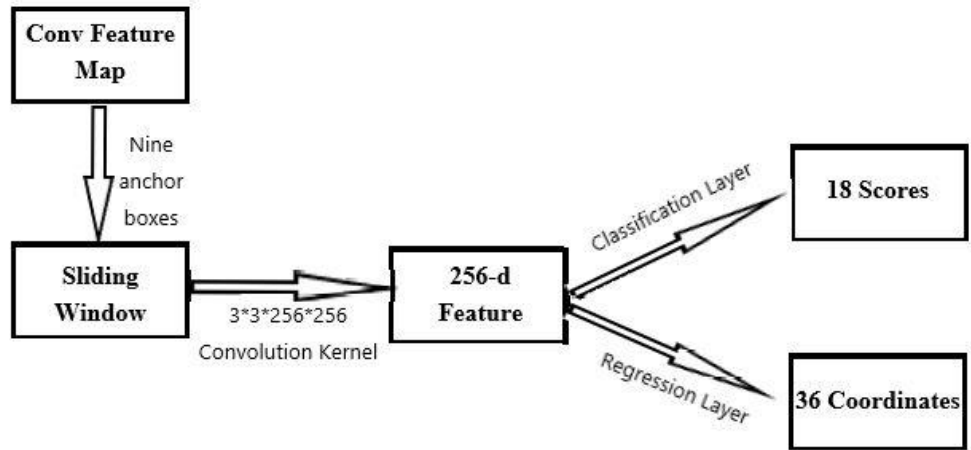 Conv Feature
Map
Nine
anchor
boxes
Sliding
Window
3*3*256*256
Convolution Kernel
256-d
Feature
Classification Layer
18 Scores
Regression Layer
36 Coordinates